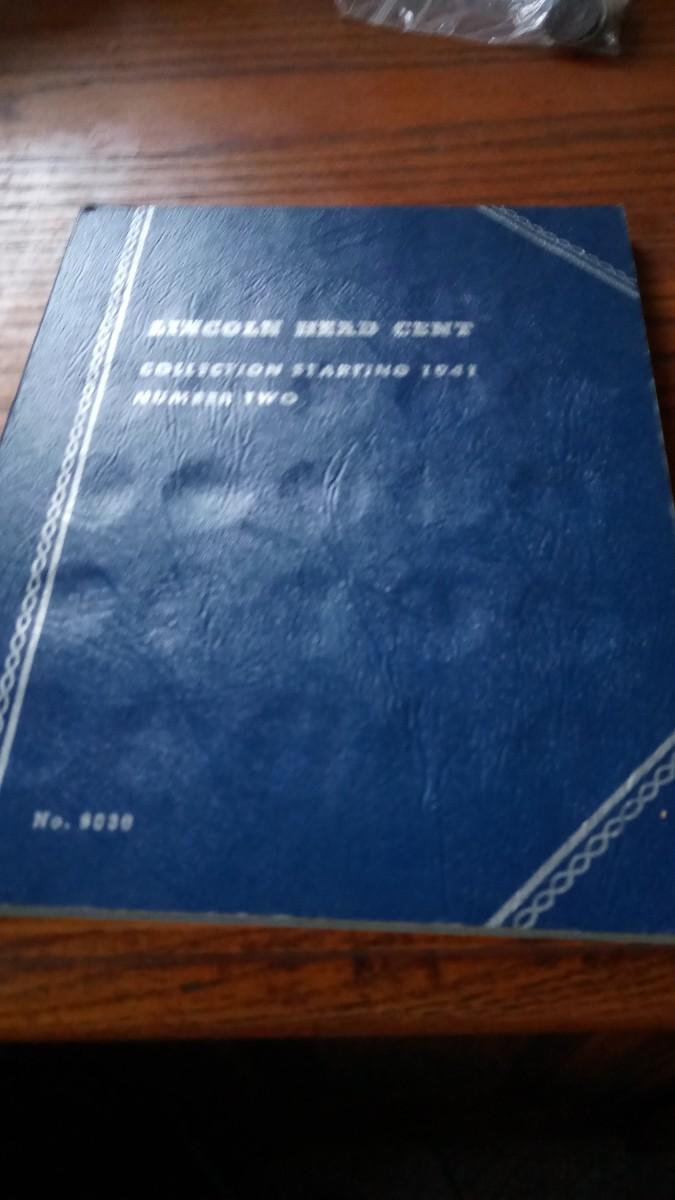 LINCOLN HEAD CENT
COLLECTION STARTING 1941
NUMBER TWO
No. 9030